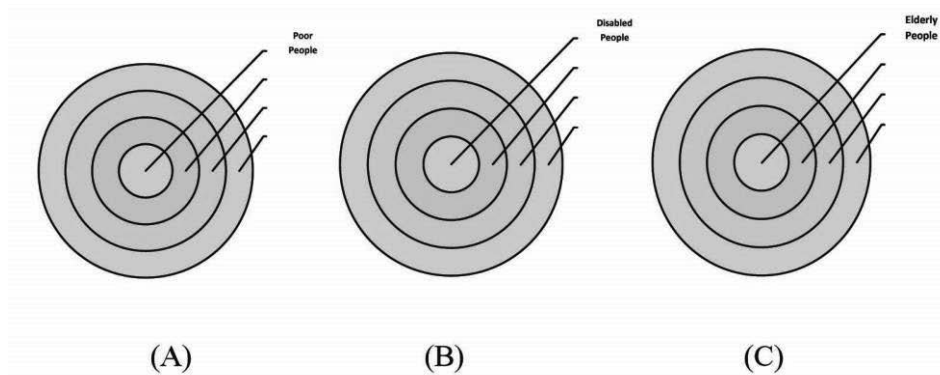 Poor
People
Disabled
People
Elderly
People
(A)
(B)
(C)